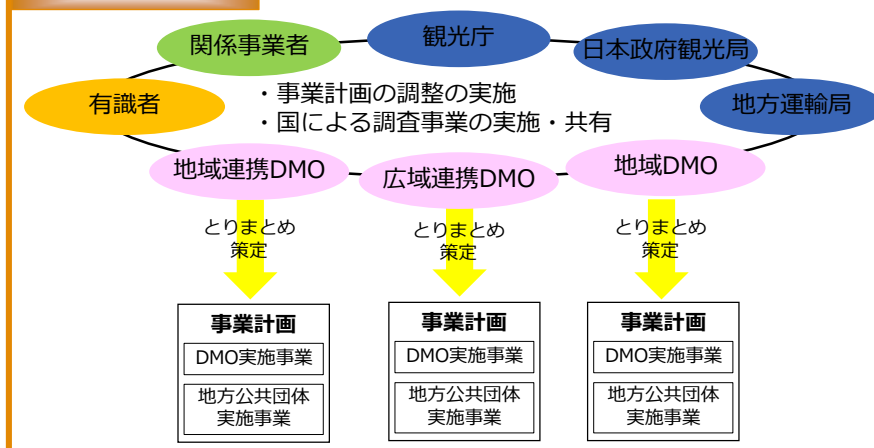 関係事業者
観光庁
日本政府観光局
有識者
地方運輸局
・事業計画の調整の実施
・国による調査事業の実施・共有
地域連携DMO
広域連携DMO
地域DMO
とりまとめ
策定
とりまとめ
策定
とりまとめ
策定
事業計画
DMO実施事業
地方公共団体
実施事業
事業計画
DMO実施事業
地方公共団体
実施事業
事業計画
DMO実施事業
地方公共団体
実施事業